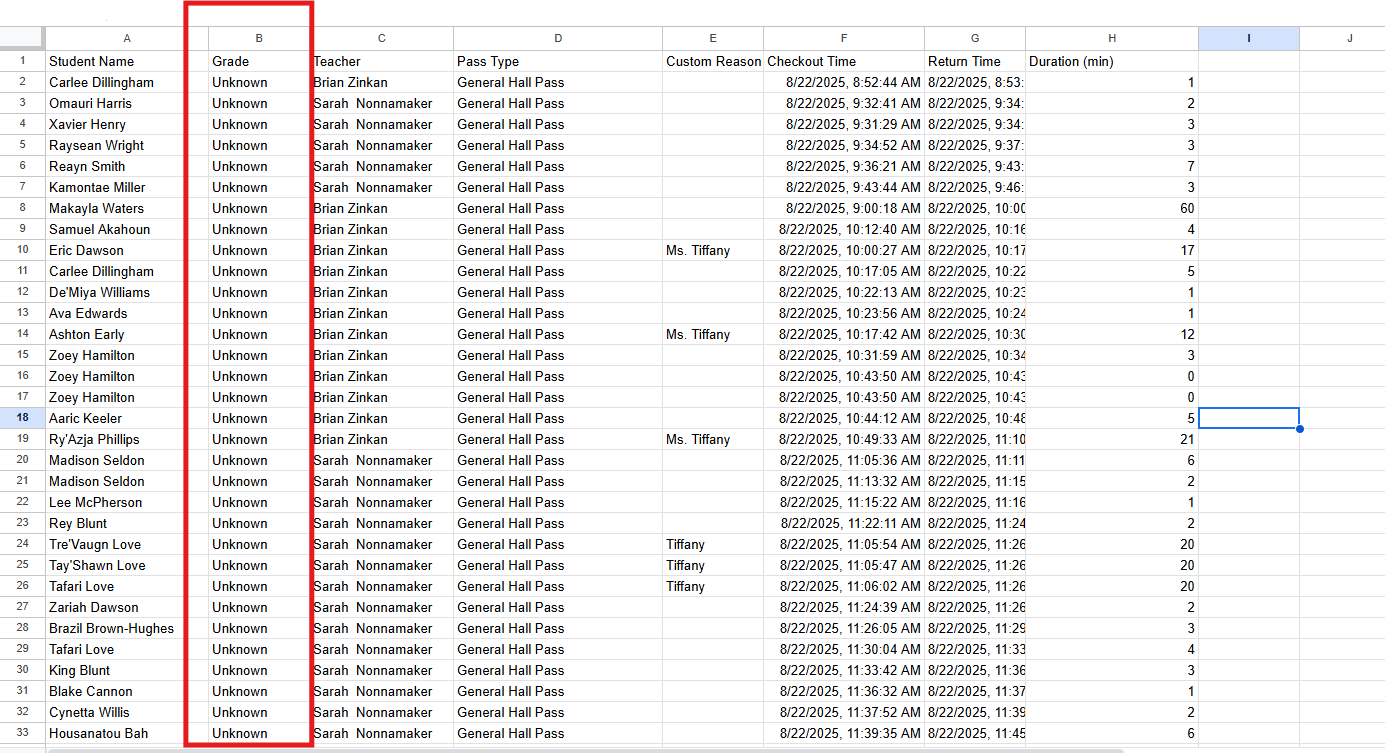 A B C D E F G H I J
1 Student Name Grade Teacher Pass Type Custom Reason Checkout Time Return Time Duration (min)
2 Carlee Dillingham Unknown Brian Zinkan General Hall Pass 8/22/2025, 8:52:44 AM 8/22/2025, 8:53: 1
3 Omauri Harris Unknown Sarah  Nonnamaker General Hall Pass 8/22/2025, 9:32:41 AM 8/22/2025, 9:34: 2
4 Xavier Henry Unknown Sarah  Nonnamaker General Hall Pass 8/22/2025, 9:31:29 AM 8/22/2025, 9:34: 3
5 Raysean Wright Unknown Sarah  Nonnamaker General Hall Pass 8/22/2025, 9:34:52 AM 8/22/2025, 9:37: 3
6 Reayn Smith Unknown Sarah  Nonnamaker General Hall Pass 8/22/2025, 9:36:21 AM 8/22/2025, 9:43: 7
7 Kamontae Miller Unknown Sarah  Nonnamaker General Hall Pass 8/22/2025, 9:43:44 AM 8/22/2025, 9:46: 3
8 Makayla Waters Unknown Brian Zinkan General Hall Pass 8/22/2025, 9:00:18 AM 8/22/2025, 10:00 60
9 Samuel Akahoun Unknown Brian Zinkan General Hall Pass 8/22/2025, 10:12:40 AM 8/22/2025, 10:16 4
10 Eric Dawson Unknown Brian Zinkan General Hall Pass Ms. Tiffany 8/22/2025, 10:00:27 AM 8/22/2025, 10:17 17
11 Carlee Dillingham Unknown Brian Zinkan General Hall Pass 8/22/2025, 10:17:05 AM 8/22/2025, 10:22 5
12 De'Miya Williams Unknown Brian Zinkan General Hall Pass 8/22/2025, 10:22:13 AM 8/22/2025, 10:23 1
13 Ava Edwards Unknown Brian Zinkan General Hall Pass 8/22/2025, 10:23:56 AM 8/22/2025, 10:24 1
14 Ashton Early Unknown Brian Zinkan General Hall Pass Ms. Tiffany 8/22/2025, 10:17:42 AM 8/22/2025, 10:30 12
15 Zoey Hamilton Unknown Brian Zinkan General Hall Pass 8/22/2025, 10:31:59 AM 8/22/2025, 10:34 3
16 Zoey Hamilton Unknown Brian Zinkan General Hall Pass 8/22/2025, 10:43:50 AM 8/22/2025, 10:43 0
17 Zoey Hamilton Unknown Brian Zinkan General Hall Pass 8/22/2025, 10:43:50 AM 8/22/2025, 10:43 0
18 Aaric Keeler Unknown Brian Zinkan General Hall Pass 8/22/2025, 10:44:12 AM 8/22/2025, 10:48 5
19 Ry'Azja Phillips Unknown Brian Zinkan General Hall Pass Ms. Tiffany 8/22/2025, 10:49:33 AM 8/22/2025, 11:10 21
20 Madison Seldon Unknown Sarah  Nonnamaker General Hall Pass 8/22/2025, 11:05:36 AM 8/22/2025, 11:11 6
21 Madison Seldon Unknown Sarah  Nonnamaker General Hall Pass 8/22/2025, 11:13:32 AM 8/22/2025, 11:15 2
22 Lee McPherson Unknown Sarah  Nonnamaker General Hall Pass 8/22/2025, 11:15:22 AM 8/22/2025, 11:16 1
23 Rey Blunt Unknown Sarah  Nonnamaker General Hall Pass 8/22/2025, 11:22:11 AM 8/22/2025, 11:24 2
24 Tre'Vaugn Love Unknown Sarah  Nonnamaker General Hall Pass Tiffany 8/22/2025, 11:05:54 AM 8/22/2025, 11:26 20
25 Tay'Shawn Love Unknown Sarah  Nonnamaker General Hall Pass Tiffany 8/22/2025, 11:05:47 AM 8/22/2025, 11:26 20
26 Tafari Love Unknown Sarah  Nonnamaker General Hall Pass Tiffany 8/22/2025, 11:06:02 AM 8/22/2025, 11:26 20
27 Zariah Dawson Unknown Sarah  Nonnamaker General Hall Pass 8/22/2025, 11:24:39 AM 8/22/2025, 11:26 2
28 Brazil Brown-Hughes Unknown Sarah  Nonnamaker General Hall Pass 8/22/2025, 11:26:05 AM 8/22/2025, 11:29 3
29 Tafari Love Unknown Sarah  Nonnamaker General Hall Pass 8/22/2025, 11:30:04 AM 8/22/2025, 11:33 4
30 King Blunt Unknown Sarah  Nonnamaker General Hall Pass 8/22/2025, 11:33:42 AM 8/22/2025, 11:36 3
31 Blake Cannon Unknown Sarah  Nonnamaker General Hall Pass 8/22/2025, 11:36:32 AM 8/22/2025, 11:37 1
32 Cynetta Willis Unknown Sarah  Nonnamaker General Hall Pass 8/22/2025, 11:37:52 AM 8/22/2025, 11:39 2
33 Housanatou Bah Unknown Sarah  Nonnamaker General Hall Pass 8/22/2025, 11:39:35 AM 8/22/2025, 11:45 6